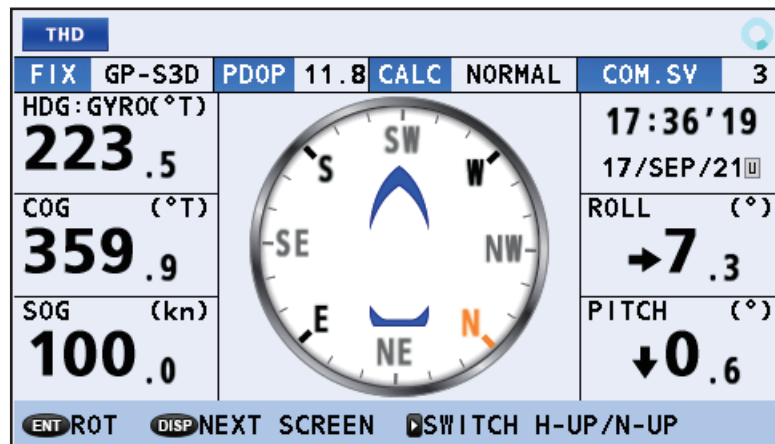 THD
FIX GP-S3D PDOP 11.8 CALC NORMAL COM.SV 3
HDG:GYRO(°T)
223.5
COG (°T)
359.9
SOG (kn)
100.0
SW
S W
SE NW
E N
NE
17:36'19
17/SEP/21 U
ROLL (°)
➔7.3
PITCH (°)
🡇0.6
ENT ROT DISP NEXT SCREEN ▶ SWITCH H-UP/N-UP